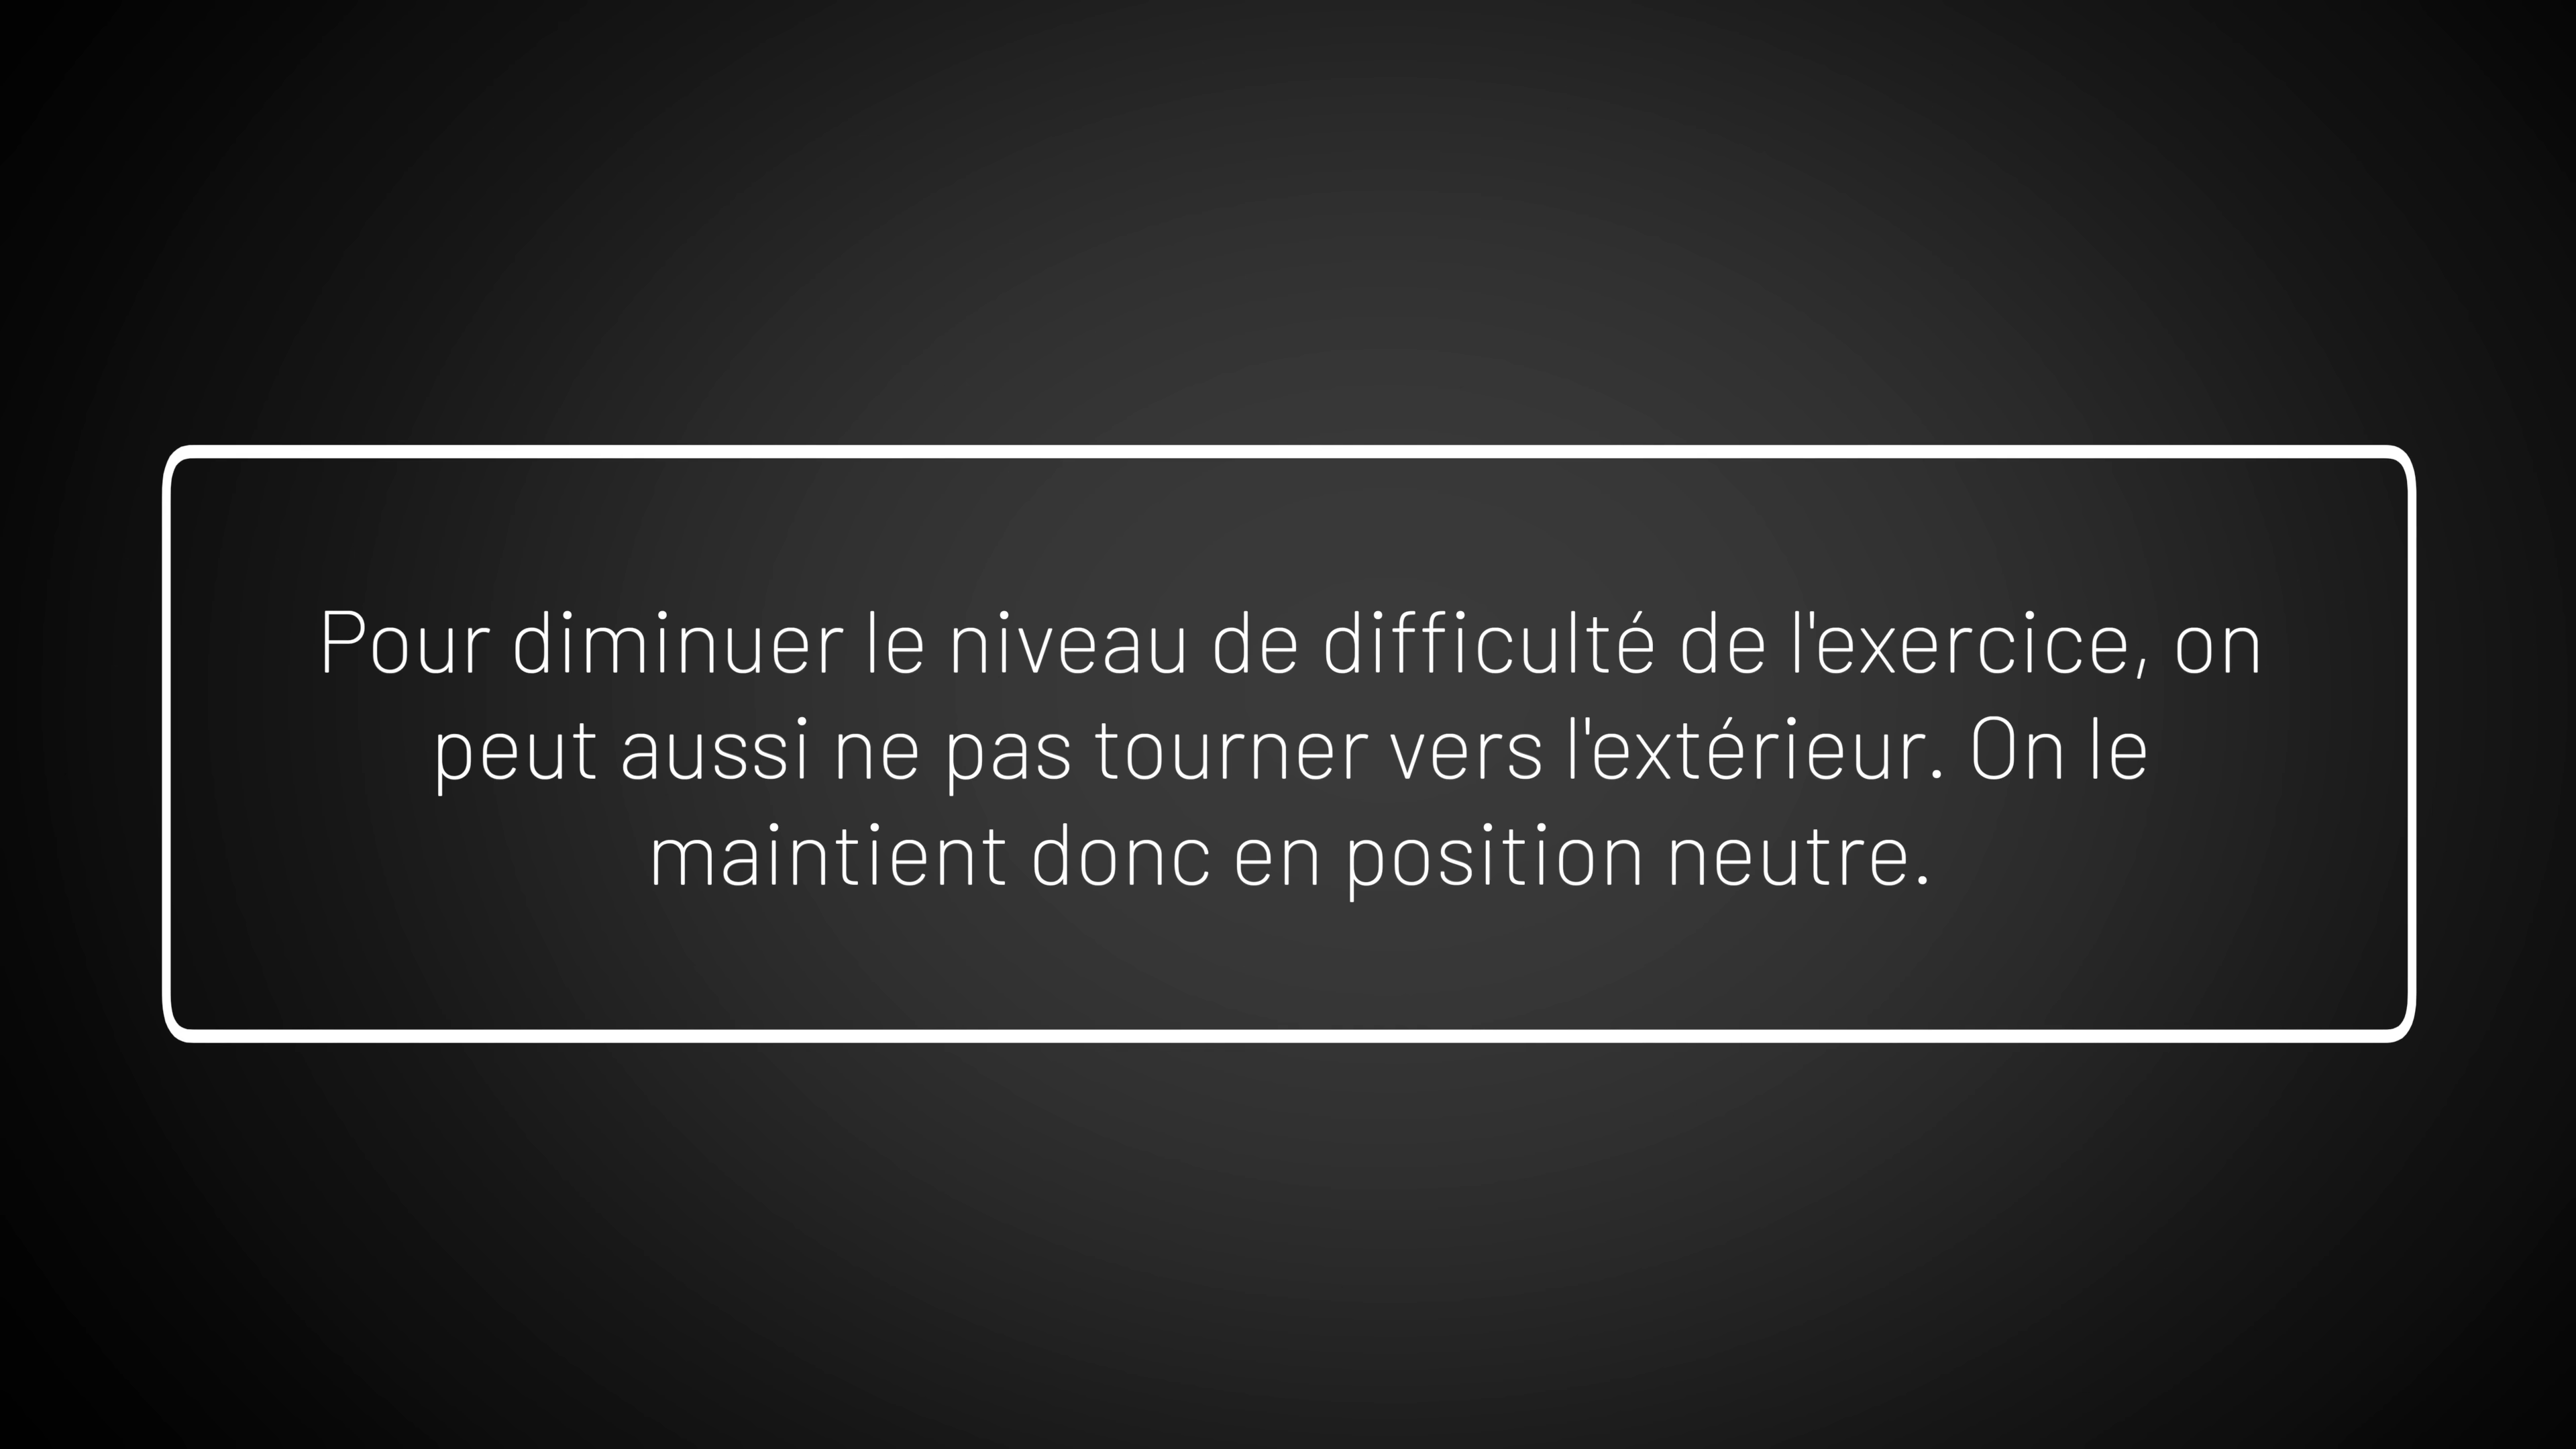 Pour diminuer le niveau de difficulté de l'exercice, on
peut aussi ne pas tourner vers l'extérieur. On le
maintient donc en position neutre.